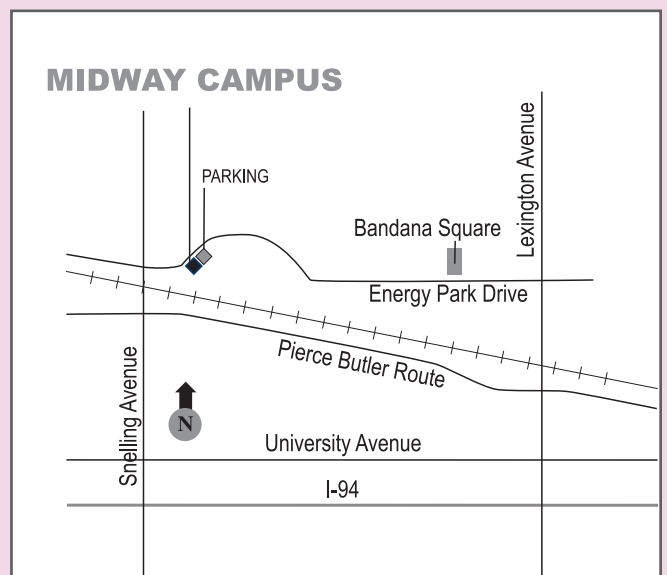 MIDWAY CAMPUS
PARKING
Lexington Avenue
Bandana Square
Energy Park Drive
Pierce Butler Route
Snelling Avenue
N
University Avenue
I-94